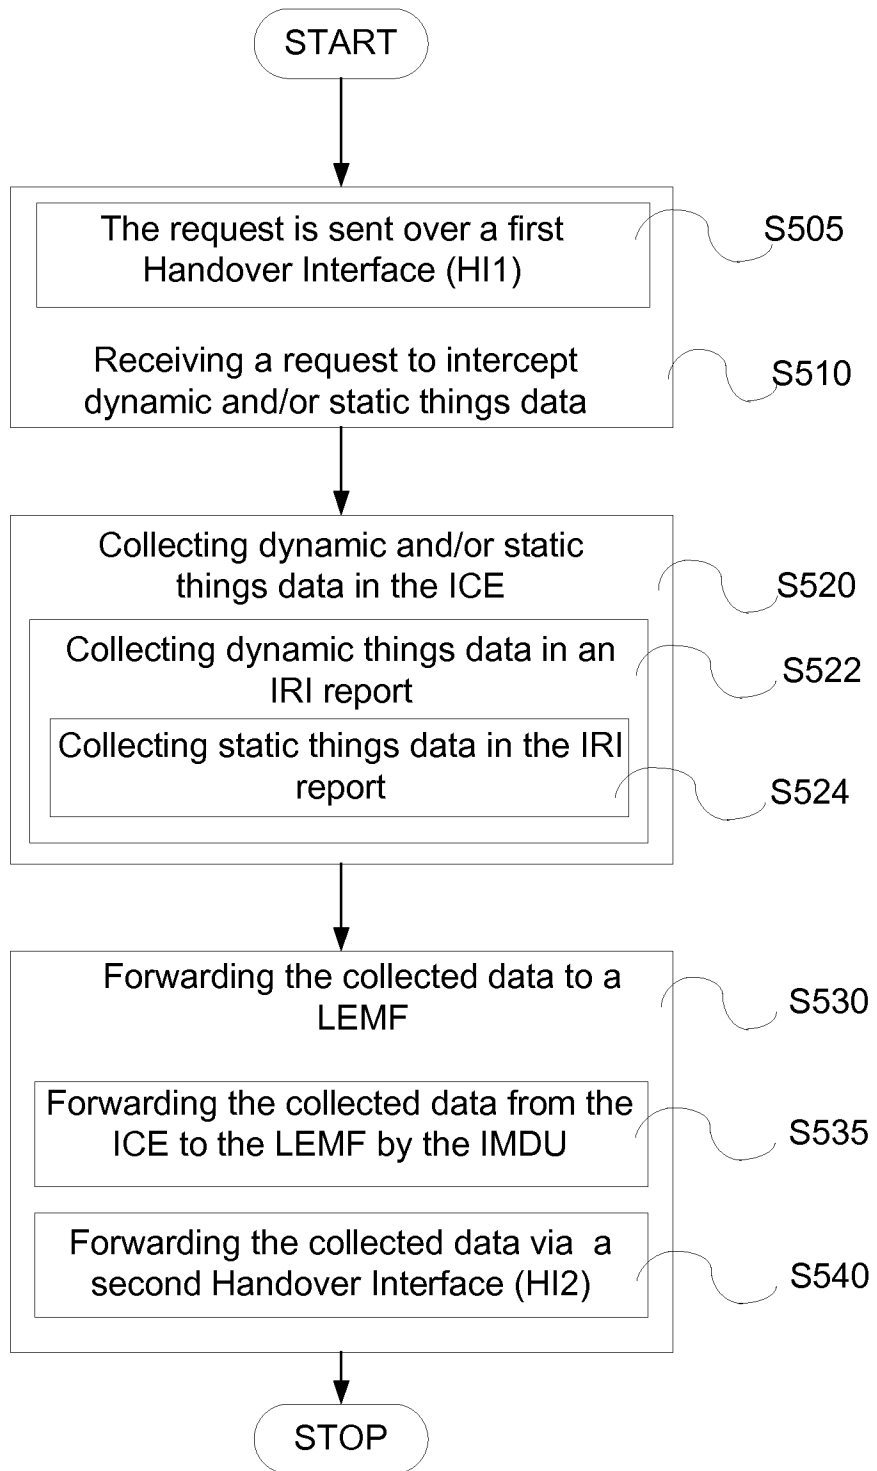 START
The request is sent over a first
Handover Interface (HI1)
S505
Receiving a request to intercept
dynamic and/or static things data
S510
Collecting dynamic and/or static
things data in the ICE
S520
Collecting dynamic things data in an
IRI report
S522
Collecting static things data in the IRI
report
S524
Forwarding the collected data to a
LEMF
S530
Forwarding the collected data from the
ICE to the LEMF by the IMDU
S535
Forwarding the collected data via a
second Handover Interface (HI2)
S540
STOP